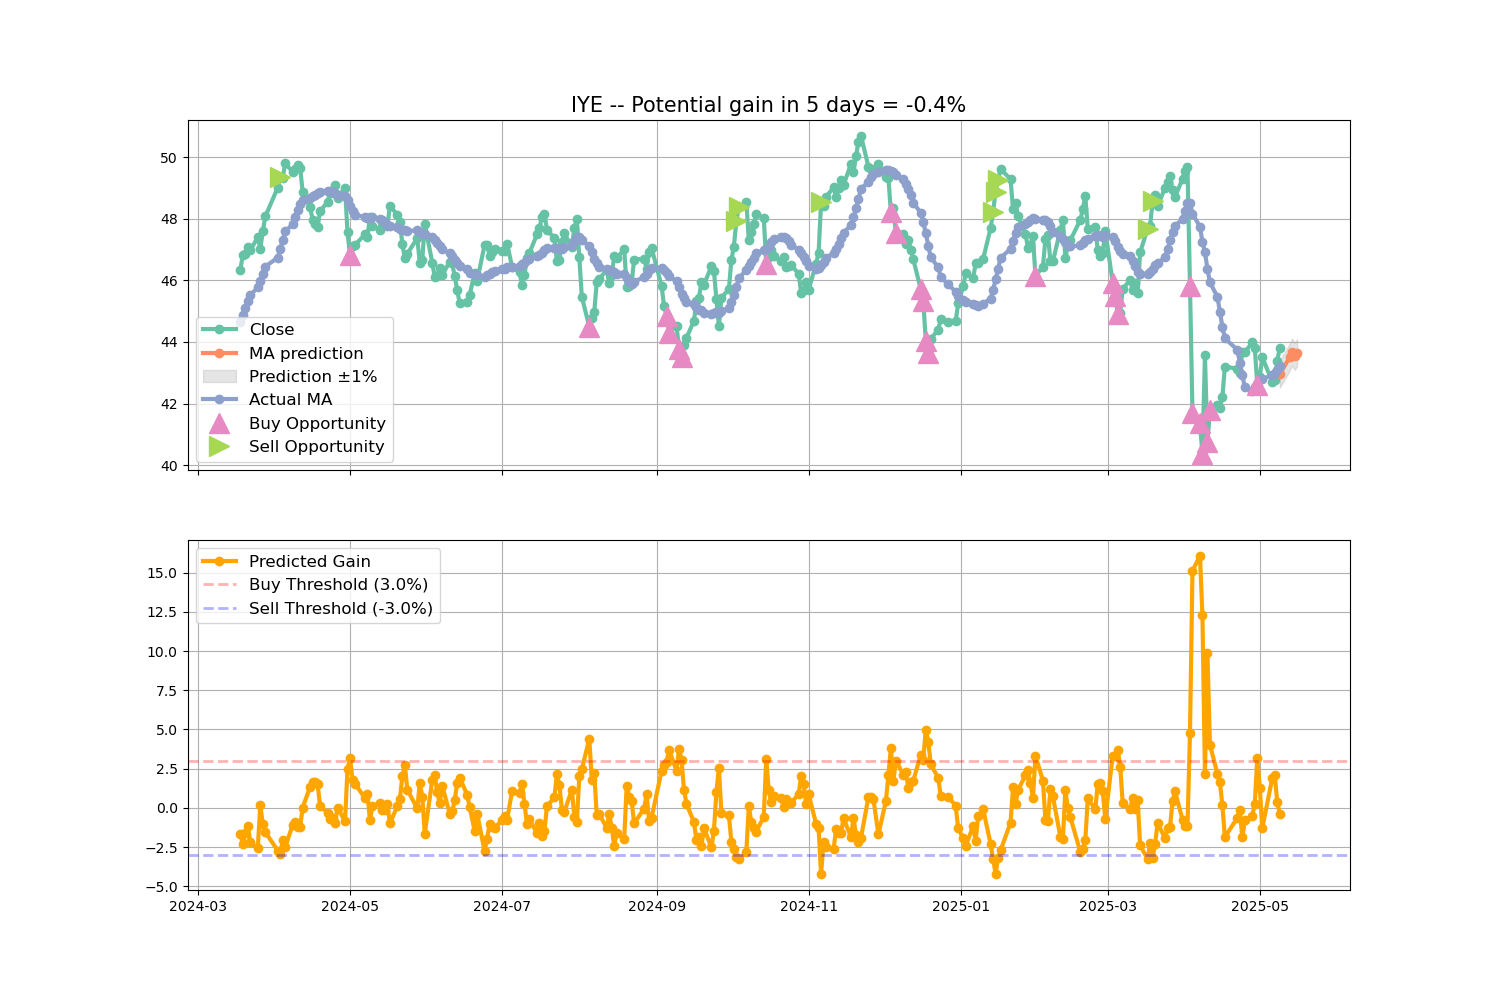 IYE -- Potential gain in 5 days = -0.4%
50
48
46
44
42
40
Close
MA prediction
Prediction ±1%
Actual MA
Buy Opportunity
Sell Opportunity
15.0
12.5
10.0
7.5
5.0
2.5
0.0
−2.5
−5.0
Predicted Gain
Buy Threshold (3.0%)
Sell Threshold (-3.0%)
2024-03 2024-05 2024-07 2024-09 2024-11 2025-01 2025-03 2025-05